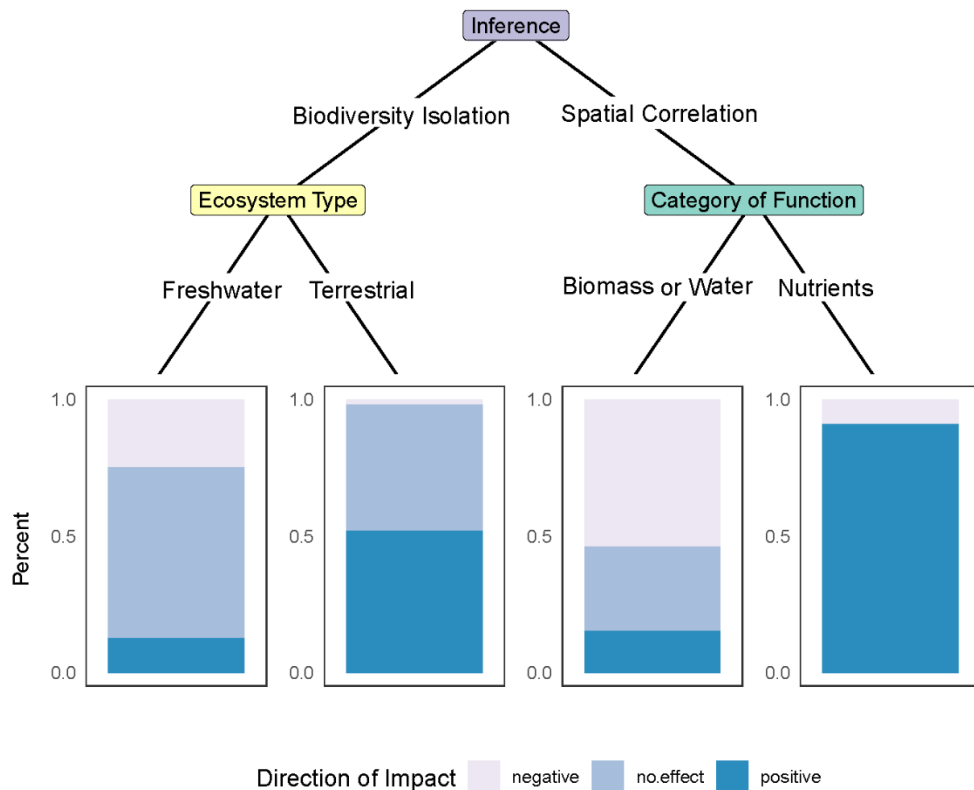 Inference
Biodiversity Isolation
Spatial Correlation
Ecosystem Type
Category of Function
Freshwater
Terrestrial
Biomass or Water
Nutrients
Percent
1.0
0.5
0.0
1.0
0.5
0.0
1.0
0.5
0.0
1.0
0.5
0.0
Direction of Impact negative no.effect positive